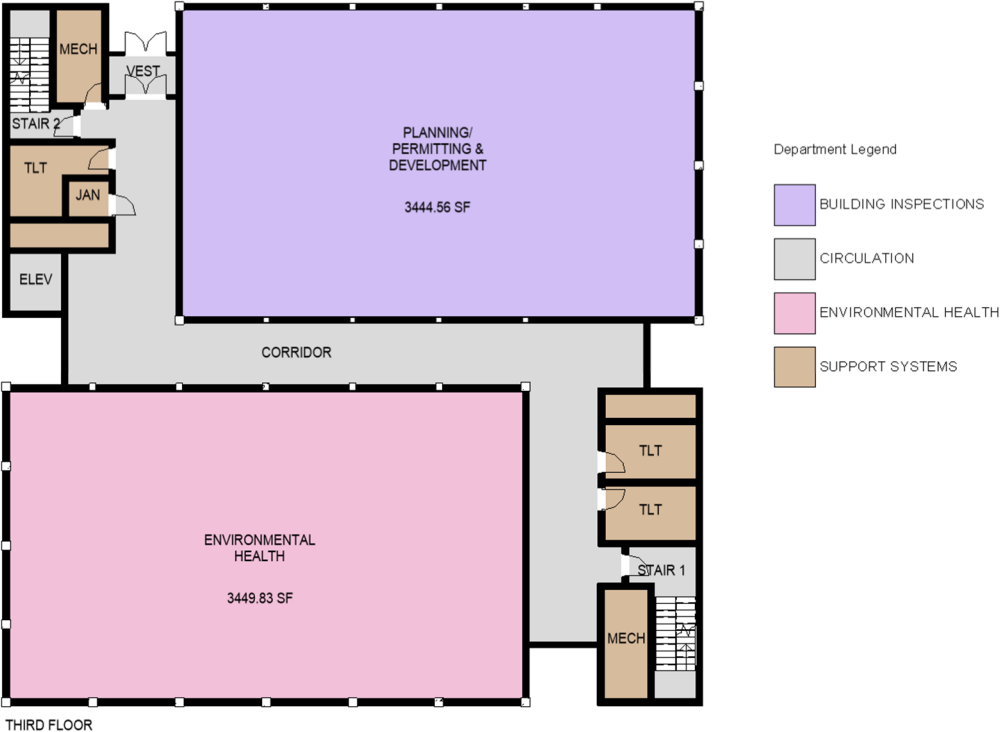 MECH
VEST
STAIR 2
TLT
JAN
ELEV
PLANNING/
PERMITTING &
DEVELOPMENT
3444.56 SF
CORRIDOR
ENVIRONMENTAL
HEALTH
3449.83 SF
TLT
TLT
STAIR 1
MECH
THIRD FLOOR
Department Legend
BUILDING INSPECTIONS
CIRCULATION
ENVIRONMENTAL HEALTH
SUPPORT SYSTEMS